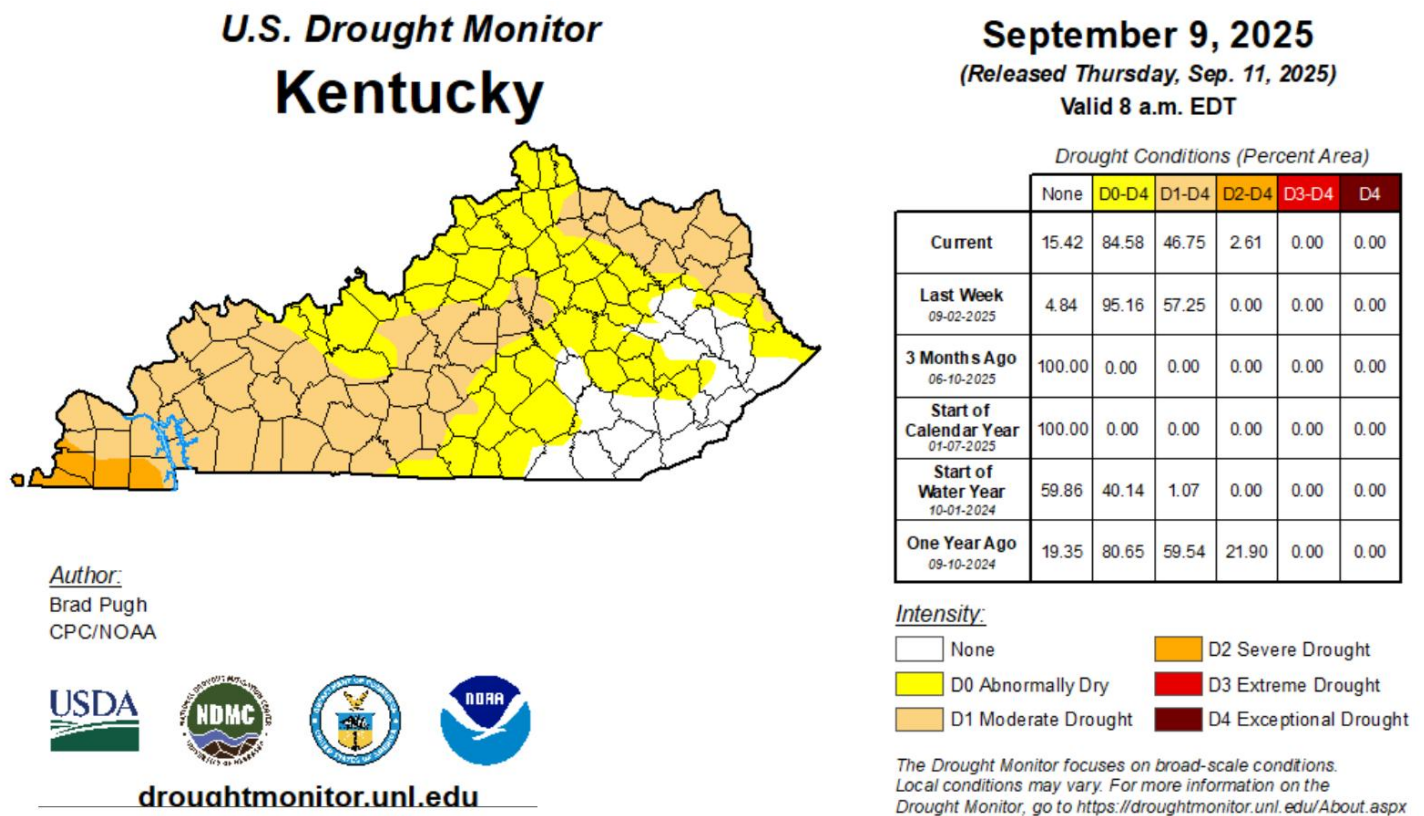 U.S. Drought Monitor
Kentucky
September 9, 2025
(Released Thursday, Sep. 11, 2025)
Valid 8 a.m. EDT
Drought Conditions (Percent Area)
None D0-D4 D1-D4 D2-D4 D3-D4 D4
Current 15.42 84.58 46.75 2.61 0.00 0.00
Last Week
09-02-2025 4.84 95.16 57.25 0.00 0.00 0.00
3 Months Ago
06-10-2025 100.00 0.00 0.00 0.00 0.00 0.00
Start of
Calendar Year
01-07-2025 100.00 0.00 0.00 0.00 0.00 0.00
Start of
Water Year
10-01-2024 59.86 40.14 1.07 0.00 0.00 0.00
One Year Ago
09-10-2024 19.35 80.65 59.54 21.90 0.00 0.00
Intensity:
None
D0 Abnormally Dry
D1 Moderate Drought
D2 Severe Drought
D3 Extreme Drought
D4 Exceptional Drought
The Drought Monitor focuses on broad-scale conditions.
Local conditions may vary. For more information on the
Drought Monitor, go to https://droughtmonitor.unl.edu/About.aspx
Author:
Brad Pugh
CPC/NOAA
USDA
NDMC
NOAA
droughtmonitor.unl.edu